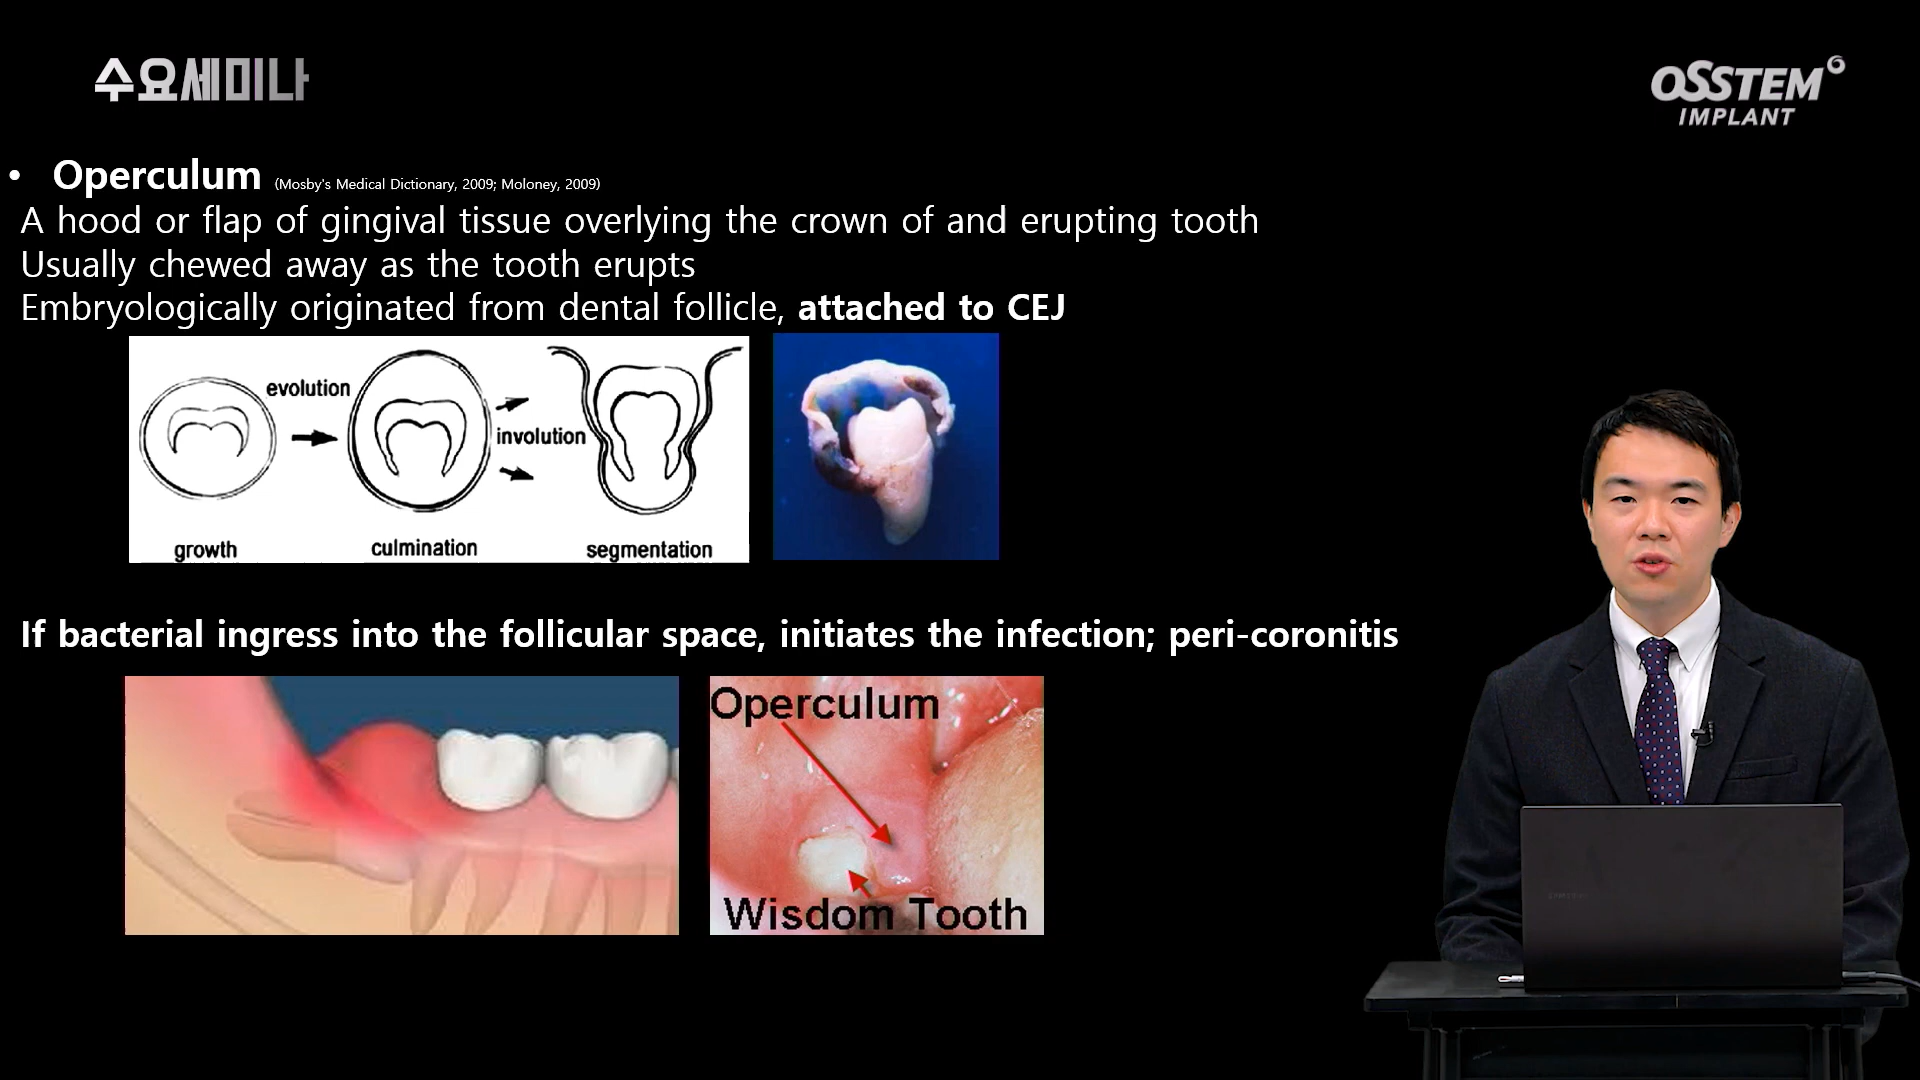 수요세미나
OSSTEM
IMPLANT
• Operculum (Mosby's Medical Dictionary, 2009; Moloney, 2009)
A hood or flap of gingival tissue overlying the crown of and erupting tooth
Usually chewed away as the tooth erupts
Embryologically originated from dental follicle, attached to CEJ
evolution
involution
growth
culmination
segmentation
If bacterial ingress into the follicular space, initiates the infection; peri-coronitis
Operculum
Wisdom Tooth